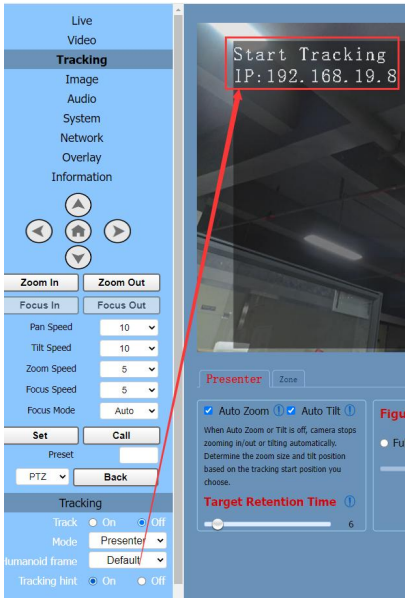 Live
Video
Tracking
Image
Audio
System
Network
Overlay
Information
Zoom In Zoom Out
Focus In Focus Out
Pan Speed 10
Tilt Speed 10
Zoom Speed 5
Focus Speed 5
Focus Mode Auto
Set Call
Preset
PTZ Back
Tracking
Track On Off
Mode Presenter
Humanoid frame Default
Tracking hint On Off
Start Tracking
IP:192.168.19.8
Presenter Zone
Auto Zoom Auto Tilt
When Auto Zoom or Tilt is off, camera stops
zooming in/out or tilting automatically.
Determine the zoom size and tilt position
based on the tracking start position you
choose.
Target Retention Time
6
Figu
Fu